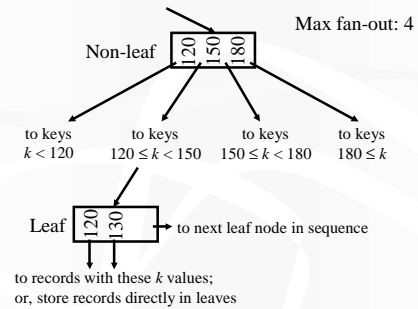 Max fan-out: 4
Non-leaf
120
150
180
to keys
k < 120
to keys
120 ≤ k < 150
to keys
150 ≤ k < 180
to keys
180 ≤ k
Leaf
120
130
to next leaf node in sequence
to records with these k values;
or, store records directly in leaves